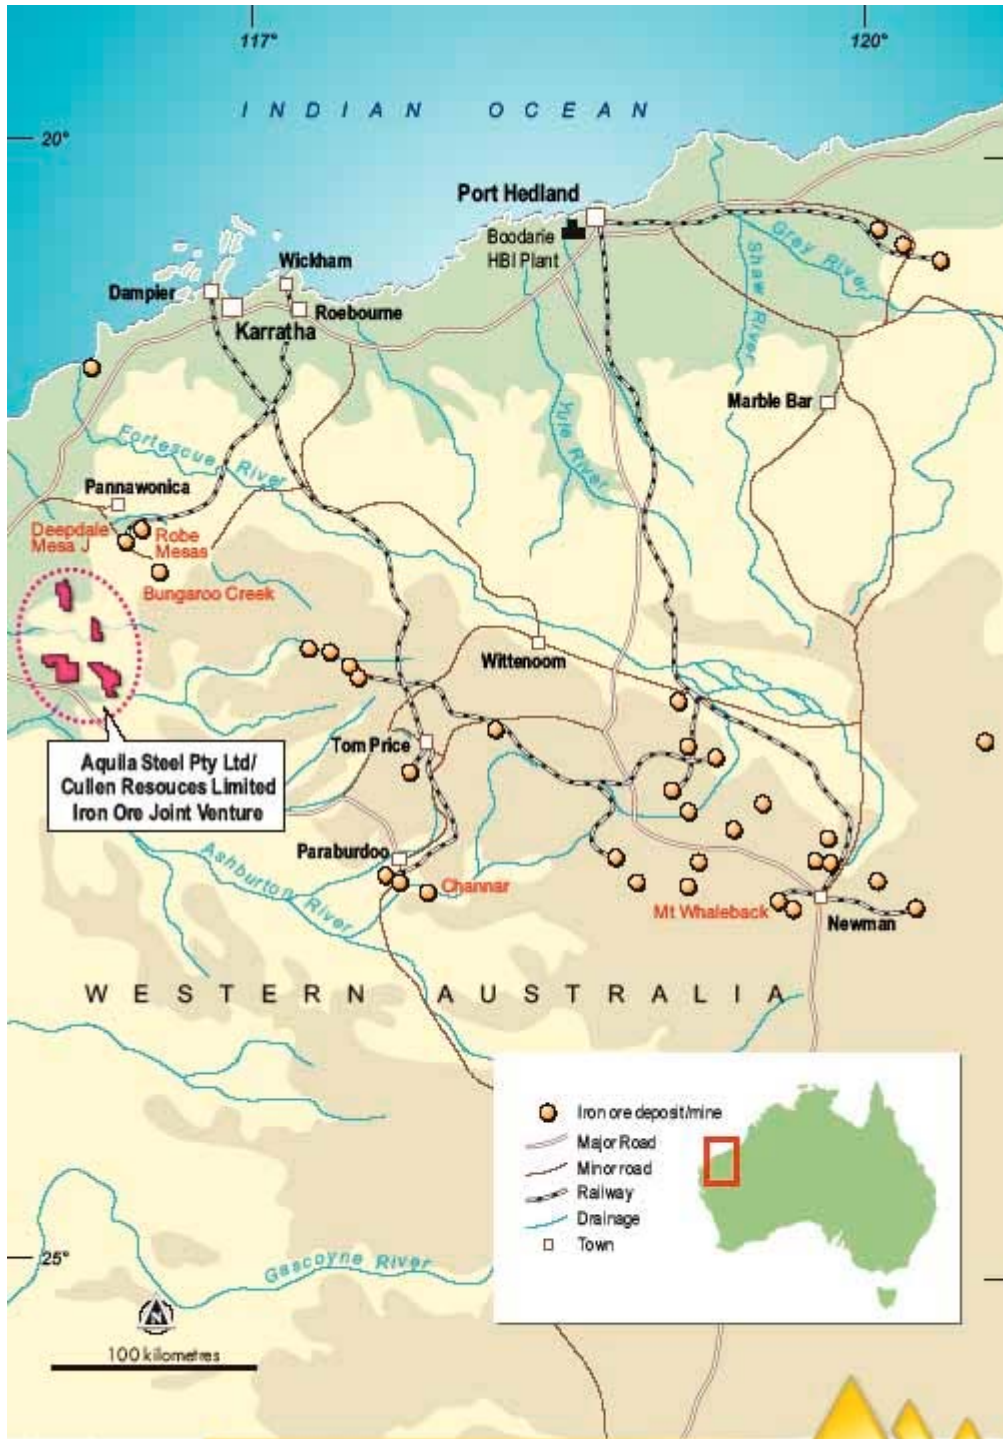 117°
120°
INDIAN OCEAN
20°
Port Hedland
Boodarie
HBI Plant
Gray River
Shaw River
Wickham
Dampier
Roebourne
Karratha
Marble Bar
Yule River
Fortescue River
Pannawonica
Deepdale
Mesa J
Robe
Mesas
Bungaroo Creek
Wittenoom
Tom Price
Aquila Steel Pty Ltd/
Cullen Resouces Limited
Iron Ore Joint Venture
Paraburdoo
Ashburton River
Channar
Mt Whaleback
Newman
WESTERN AUSTRALIA
Iron ore deposit/mine
Major Road
Minor road
Railway
Drainage
Town
25°
Gascoyne River
N
100 kilometres